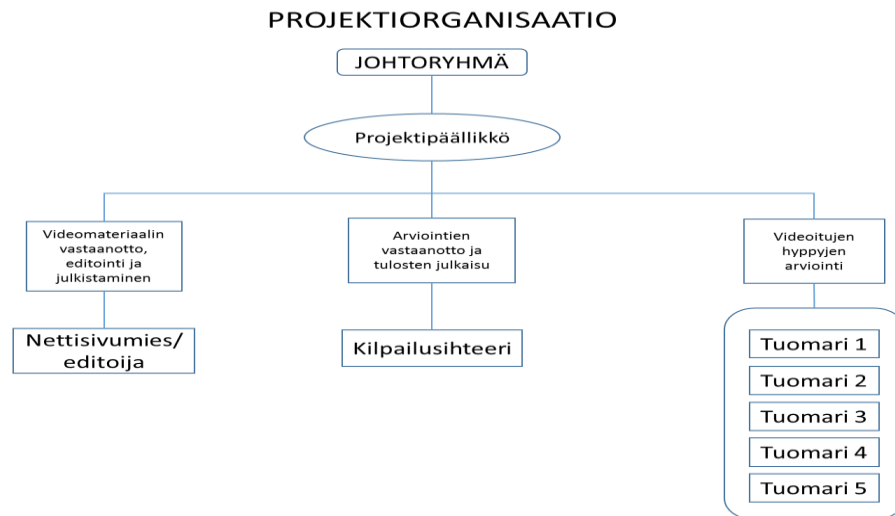 PROJEKTIORGANISAATIO
JOHTORYHMÄ
Projektipäällikkö
Videomateriaalin
vastaanotto,
editointi ja
julkistaminen
Nettisivumies/
editoija
Arviointien
vastaanotto ja
tulosten julkaisu
Kilpailusihteeri
Videoitujen
hyppyjen
arviointi
Tuomari 1
Tuomari 2
Tuomari 3
Tuomari 4
Tuomari 5